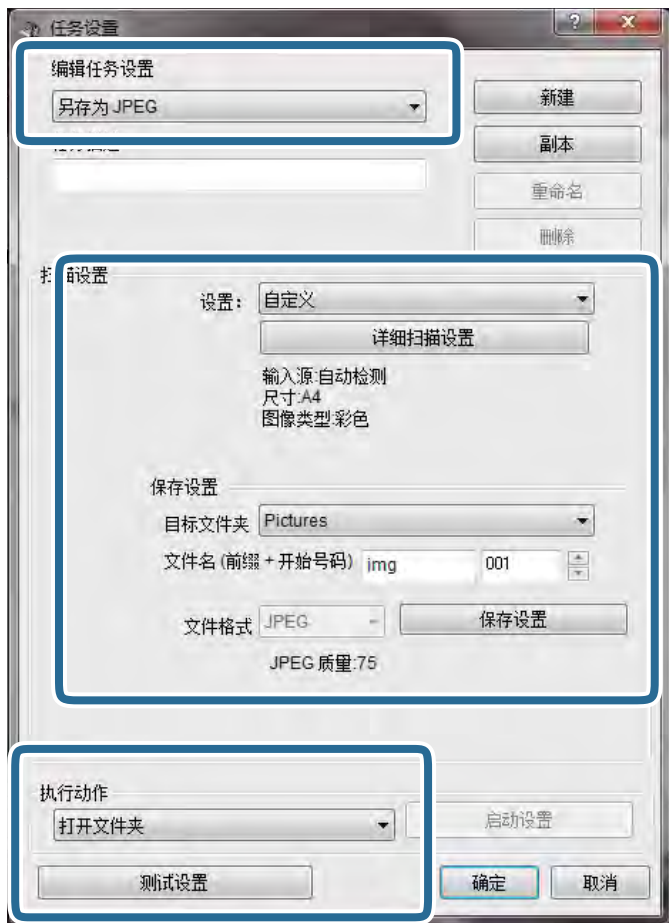 任务设置
编辑任务设置
另存为 JPEG
新建
副本
重命名
删除
设置：
自定义
详细扫描设置
输入源:自动检测
尺寸:A4
图像类型:彩色
保存设置
目标文件夹 Pictures
文件名 (前缀 + 开始号码) img 001
文件格式 JPEG 保存设置
JPEG 质量:75
执行动作
打开文件夹
启动设置
测试设置 确定 取消